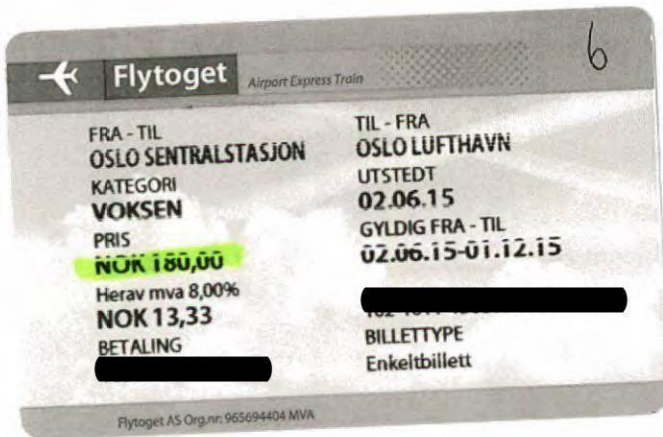 6
Flytoget Airport Express Train
FRA - TIL
OSLO SENTRALSTASJON
KATEGORI
VOKSEN
PRIS
NOK 180,00
Herav mva 8,00%
NOK 13,33
BETALING
TIL - FRA
OSLO LUFTHAVN
UTSTEDT
02.06.15
GYLDIG FRA - TIL
02.06.15-01.12.15
BILLETTYPE
Enkeltbillett
Flytoget AS Org.nr: 965694404 MVA